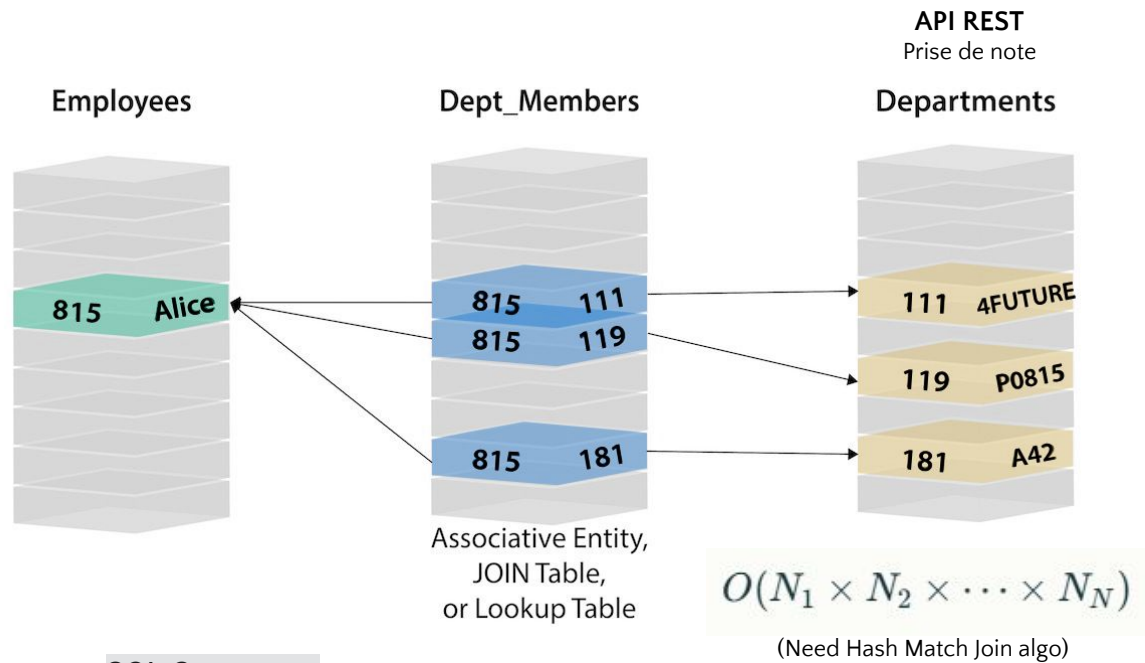 API REST
Prise de note
Employees
Dept_Members
Departments
815 Alice
815 111
815 119
815 181
111 4FUTURE
119 P0815
181 A42
Associative Entity,
JOIN Table,
or Lookup Table
O(N₁ × N₂ × ⋯ × N_N)
(Need Hash Match Join algo)